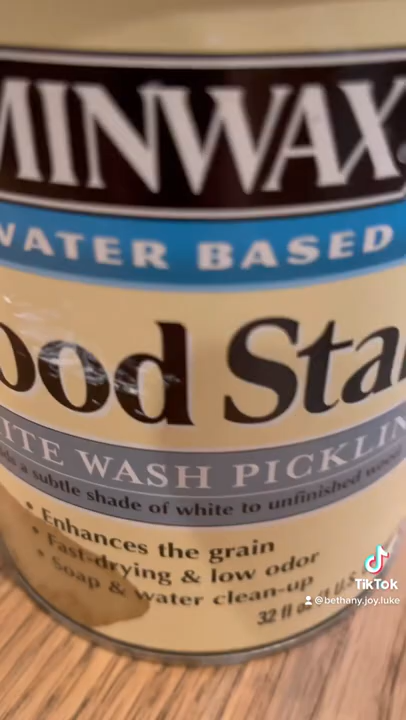 MINWAX
WATER BASED
ood Sta
ITE WASH PICKLIN
a subtle shade of white to unfinished wood
• Enhances the grain
• Fast-drying & low odor
• Soap & water clean-up
32 fl
TikTok
@bethany.joy.luke